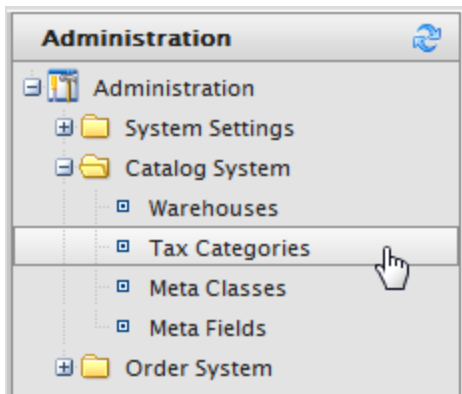 Administration
Administration
System Settings
Catalog System
Warehouses
Tax Categories
Meta Classes
Meta Fields
Order System